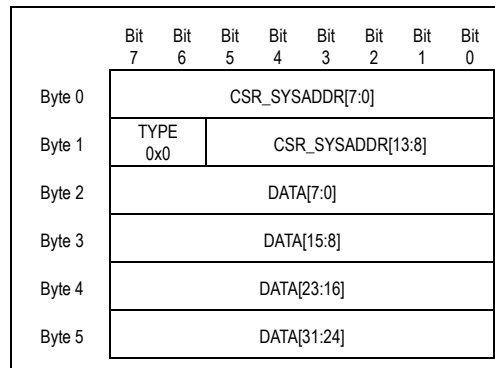 Bit Bit Bit Bit Bit Bit Bit Bit
7 6 5 4 3 2 1 0
Byte 0 CSR_SYSADDR[7:0]
Byte 1 TYPE 0x0 CSR_SYSADDR[13:8]
Byte 2 DATA[7:0]
Byte 3 DATA[15:8]
Byte 4 DATA[23:16]
Byte 5 DATA[31:24]